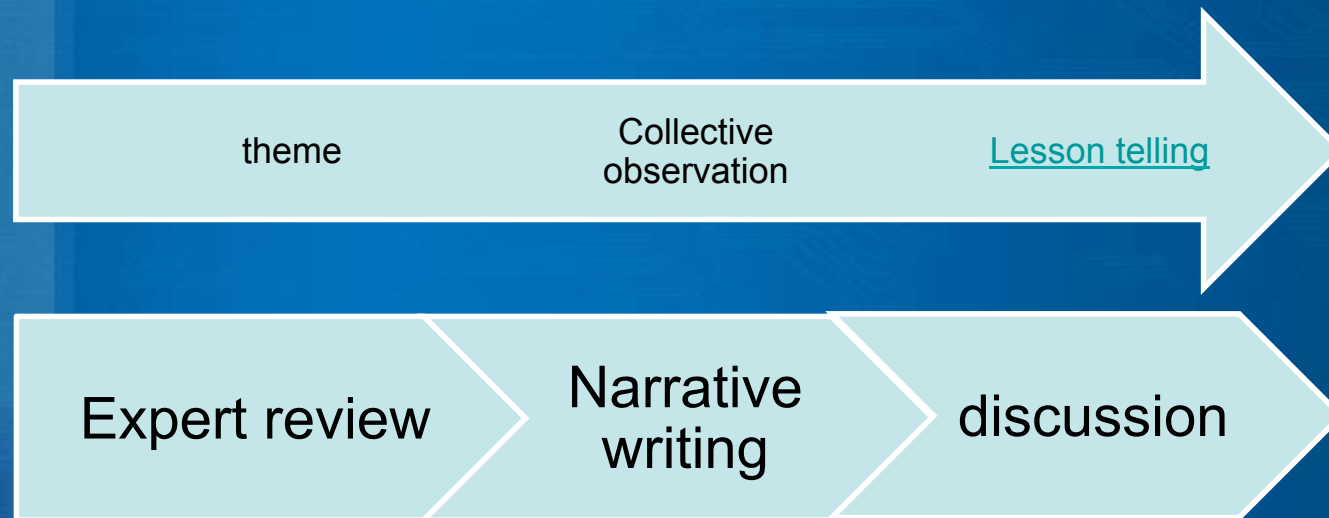 theme
Collective
observation
Lesson telling
Expert review
Narrative
writing
discussion